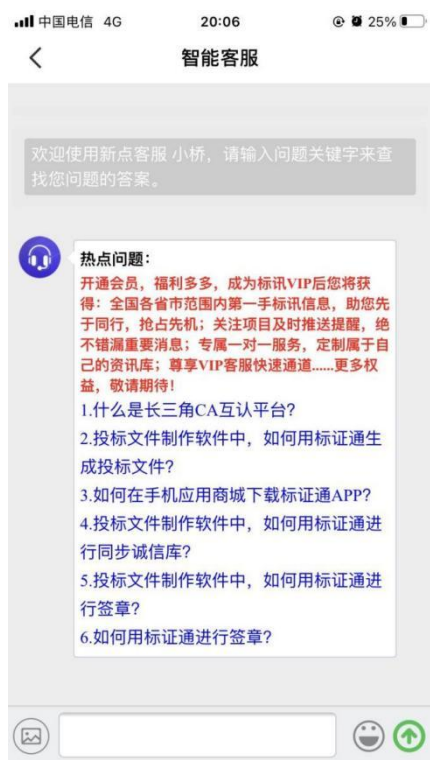 中国电信 4G 20:06 25%
智能客服
欢迎使用新点客服 小桥，请输入问题关键字来查
找您问题的答案。
热点问题：
开通会员，福利多多，成为标讯VIP后您将获
得：全国各省市范围内第一手标讯信息，助您先
于同行，抢占先机；关注项目及时推送提醒，绝
不错漏重要消息；专属一对一服务，定制属于自
己的资讯库；尊享VIP客服快速通道......更多权
益，敬请期待！
1.什么是长三角CA互认平台？
2.投标文件制作软件中，如何用标证通生
成投标文件？
3.如何在手机应用商城下载标证通APP？
4.投标文件制作软件中，如何用标证通进
行同步诚信库？
5.投标文件制作软件中，如何用标证通进
行签章？
6.如何用标证通进行签章？